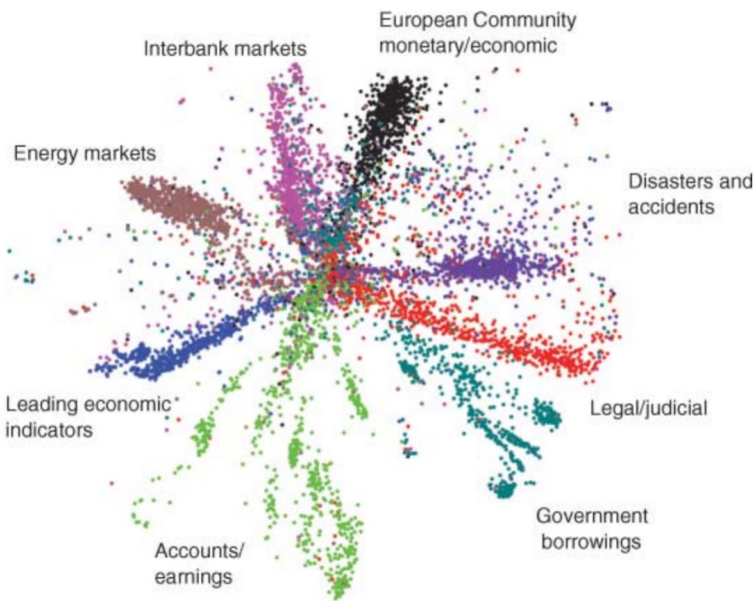 European Community
monetary/economic
Interbank markets
Energy markets
Disasters and
accidents
Leading economic
indicators
Legal/judicial
Government
borrowings
Accounts/
earnings